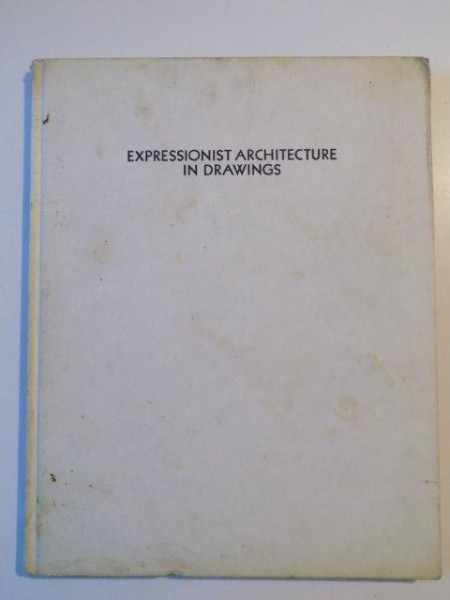 EXPRESSIONIST ARCHITECTURE
IN DRAWINGS